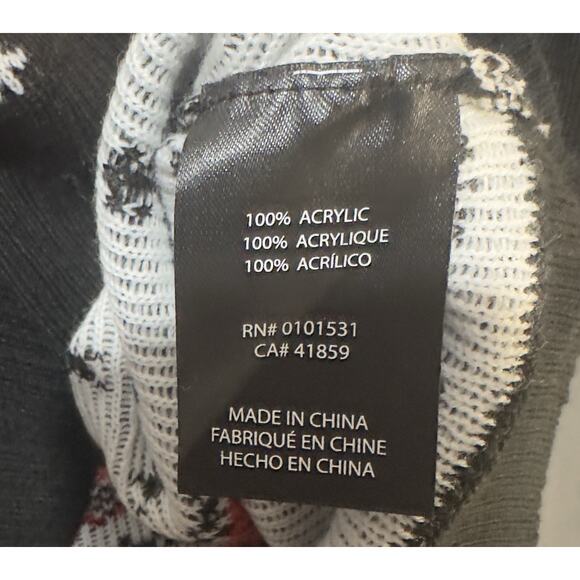 100% ACRYLIC
100% ACRYLIQUE
100% ACRÍLICO
RN# 0101531
CA# 41859
MADE IN CHINA
FABRIQUÉ EN CHINE
HECHO EN CHINA